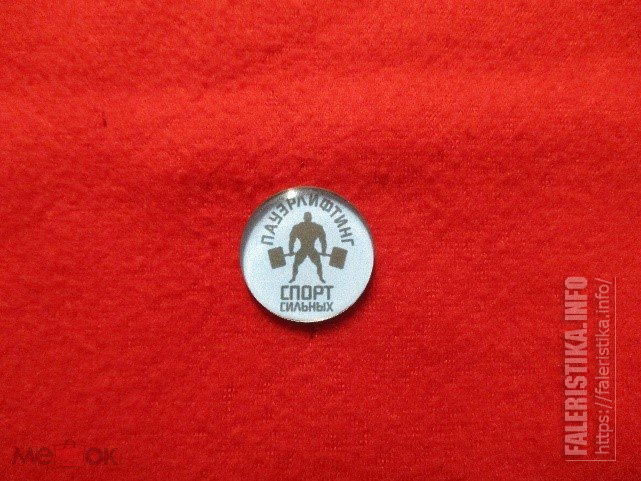 ПАУЭРЛИФТИНГ
СПОРТ
СИЛЬНЫХ
FALERISTIKA.INFO
https://faleristika.info/